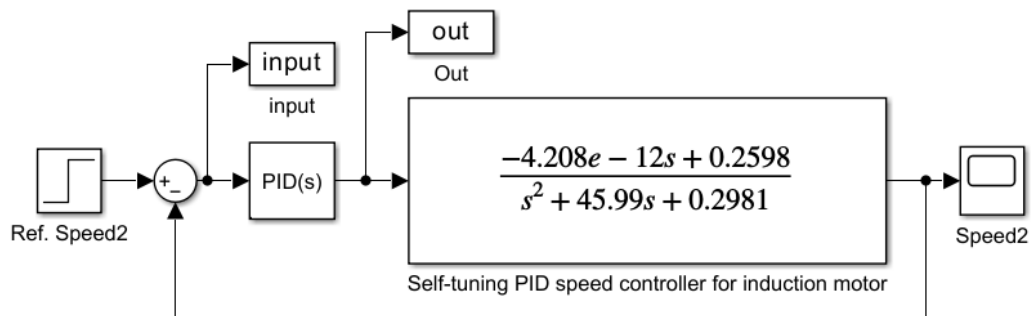 out
Out
input
input
Ref. Speed2
+
−
PID(s)
−4.208e − 12s + 0.2598
s² + 45.99s + 0.2981
Self-tuning PID speed controller for induction motor
Speed2